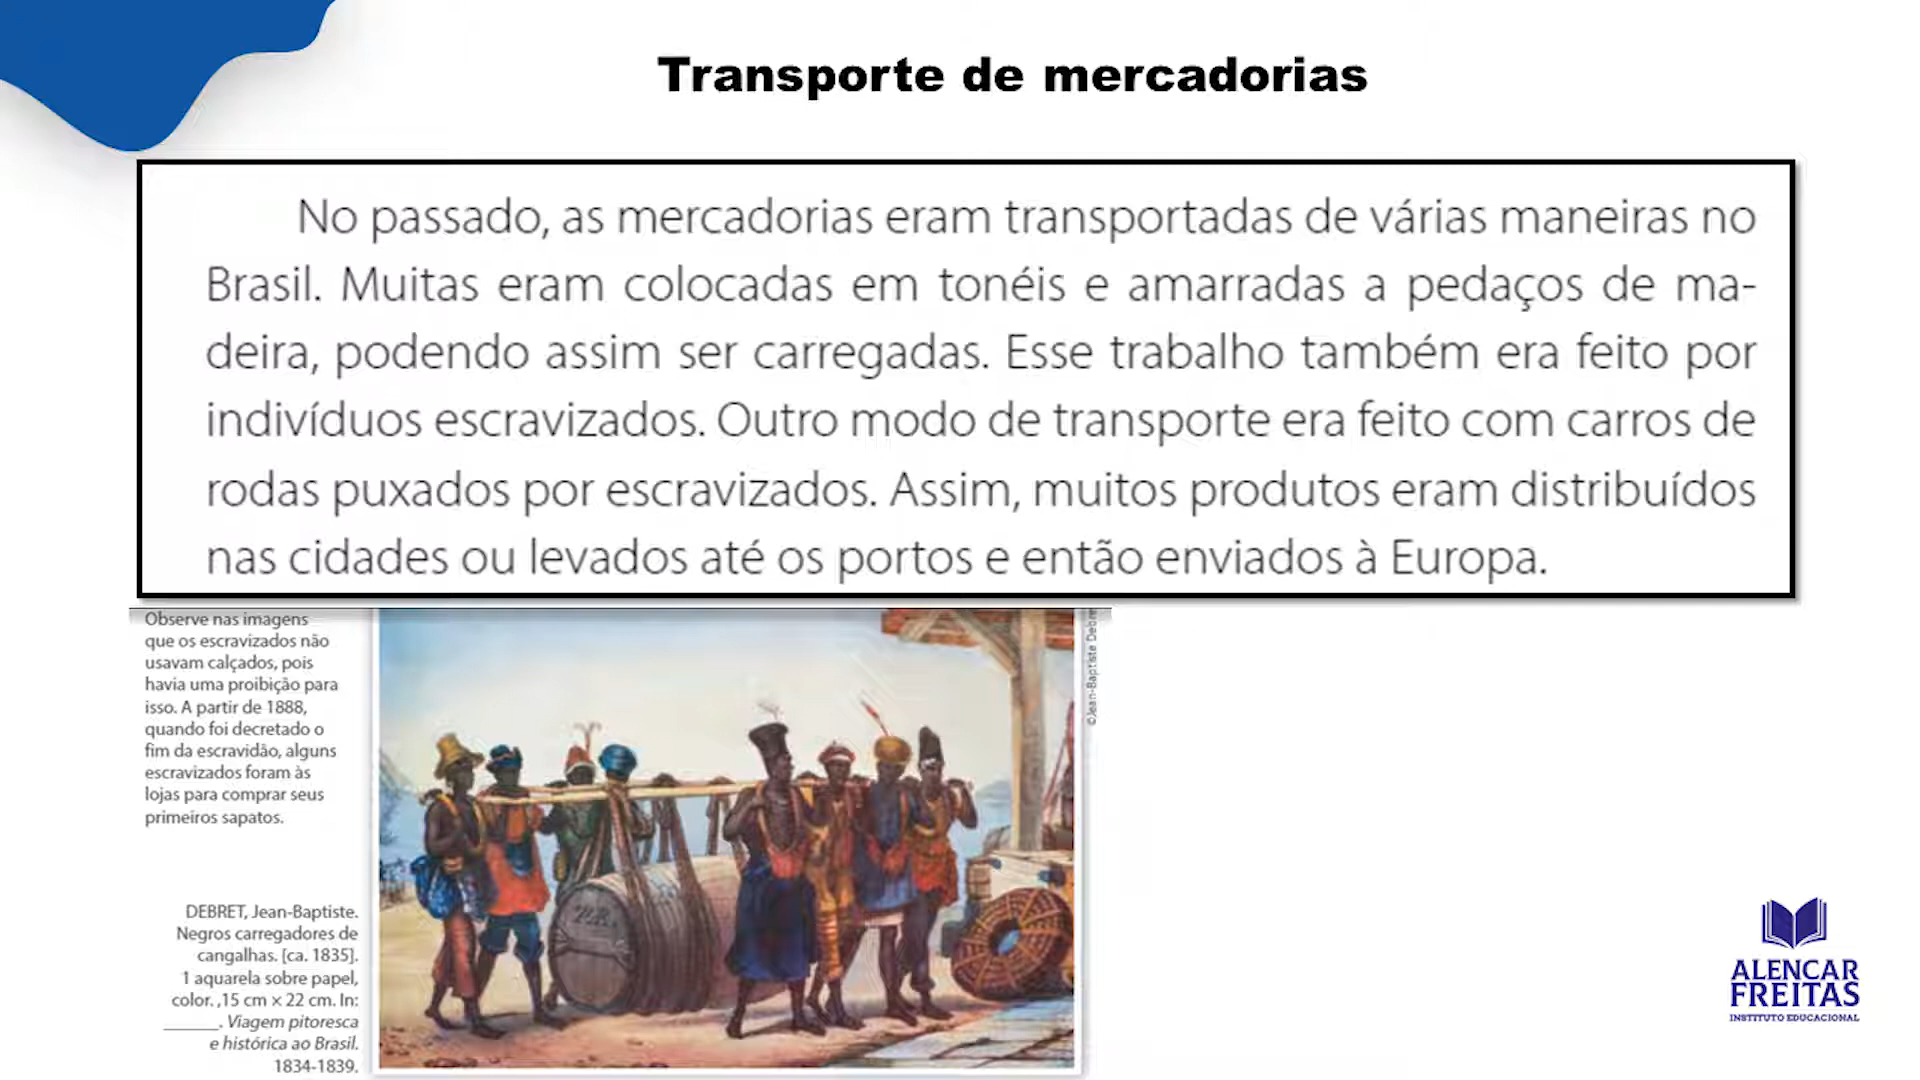 Transporte de mercadorias
No passado, as mercadorias eram transportadas de várias maneiras no
Brasil. Muitas eram colocadas em tonéis e amarradas a pedaços de ma-
deira, podendo assim ser carregadas. Esse trabalho também era feito por
indivíduos escravizados. Outro modo de transporte era feito com carros de
rodas puxados por escravizados. Assim, muitos produtos eram distribuídos
nas cidades ou levados até os portos e então enviados à Europa.
Observe nas imagens
que os escravizados não
usavam calçados, pois
havia uma proibição para
isso. A partir de 1888,
quando foi decretado o
fim da escravidão, alguns
escravizados foram às
lojas para comprar seus
primeiros sapatos.
DEBRET, Jean-Baptiste.
Negros carregadores de
cangalhas. [ca. 1835].
1 aquarela sobre papel,
color. ,15 cm × 22 cm. In:
______. Viagem pitoresca
e histórica ao Brasil.
1834-1839.
©Jean-Baptiste
ALENCAR
FREITAS
INSTITUTO EDUCACIONAL